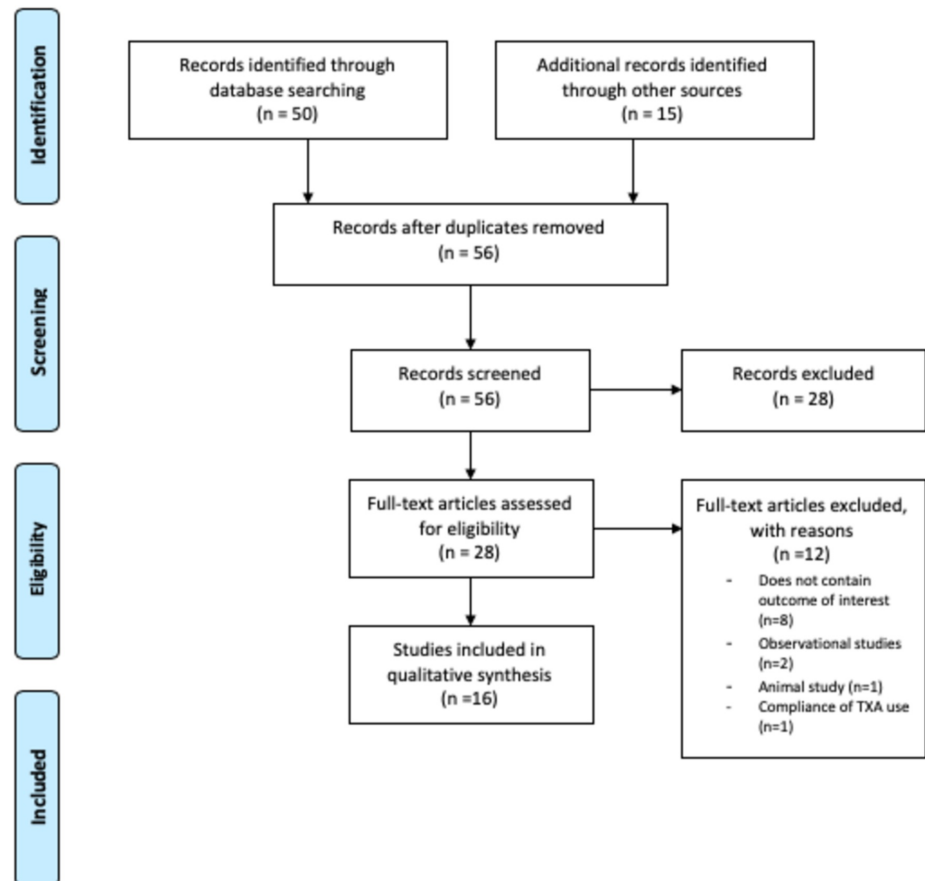 Identification
Records identified through
database searching
(n = 50)
Additional records identified
through other sources
(n = 15)
Records after duplicates removed
(n = 56)
Screening
Records screened
(n = 56)
Records excluded
(n = 28)
Eligibility
Full-text articles assessed
for eligibility
(n = 28)
Full-text articles excluded,
with reasons
(n =12)
- Does not contain
outcome of interest
(n=8)
- Observational studies
(n=2)
- Animal study (n=1)
- Compliance of TXA use
(n=1)
Studies included in
qualitative synthesis
(n =16)
Included